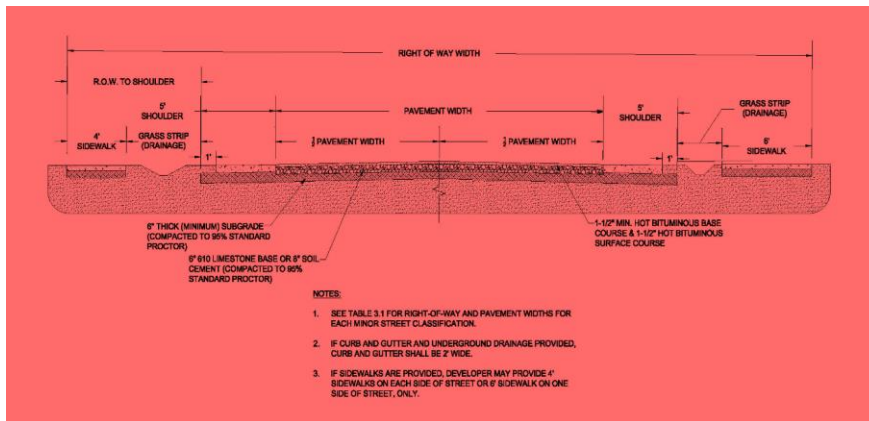 RIGHT OF WAY WIDTH
R.O.W. TO SHOULDER
5'
SHOULDER
PAVEMENT WIDTH
5'
SHOULDER
GRASS STRIP
(DRAINAGE)
4'
SIDEWALK
GRASS STRIP
(DRAINAGE)
½ PAVEMENT WIDTH
½ PAVEMENT WIDTH
6'
SIDEWALK
1'
1'
6" THICK (MINIMUM) SUBGRADE
(COMPACTED TO 95% STANDARD
PROCTOR)
6" 610 LIMESTONE BASE OR 8" SOIL
CEMENT (COMPACTED TO 95%
STANDARD PROCTOR)
1-1/2" MIN. HOT BITUMINOUS BASE
COURSE & 1-1/2" HOT BITUMINOUS
SURFACE COURSE
NOTES:
1. SEE TABLE 3.1 FOR RIGHT-OF-WAY AND PAVEMENT WIDTHS FOR
EACH MINOR STREET CLASSIFICATION.
2. IF CURB AND GUTTER AND UNDERGROUND DRAINAGE PROVIDED,
CURB AND GUTTER SHALL BE 2' WIDE.
3. IF SIDEWALKS ARE PROVIDED, DEVELOPER MAY PROVIDE 4'
SIDEWALKS ON EACH SIDE OF STREET OR 6' SIDEWALK ON ONE
SIDE OF STREET, ONLY.